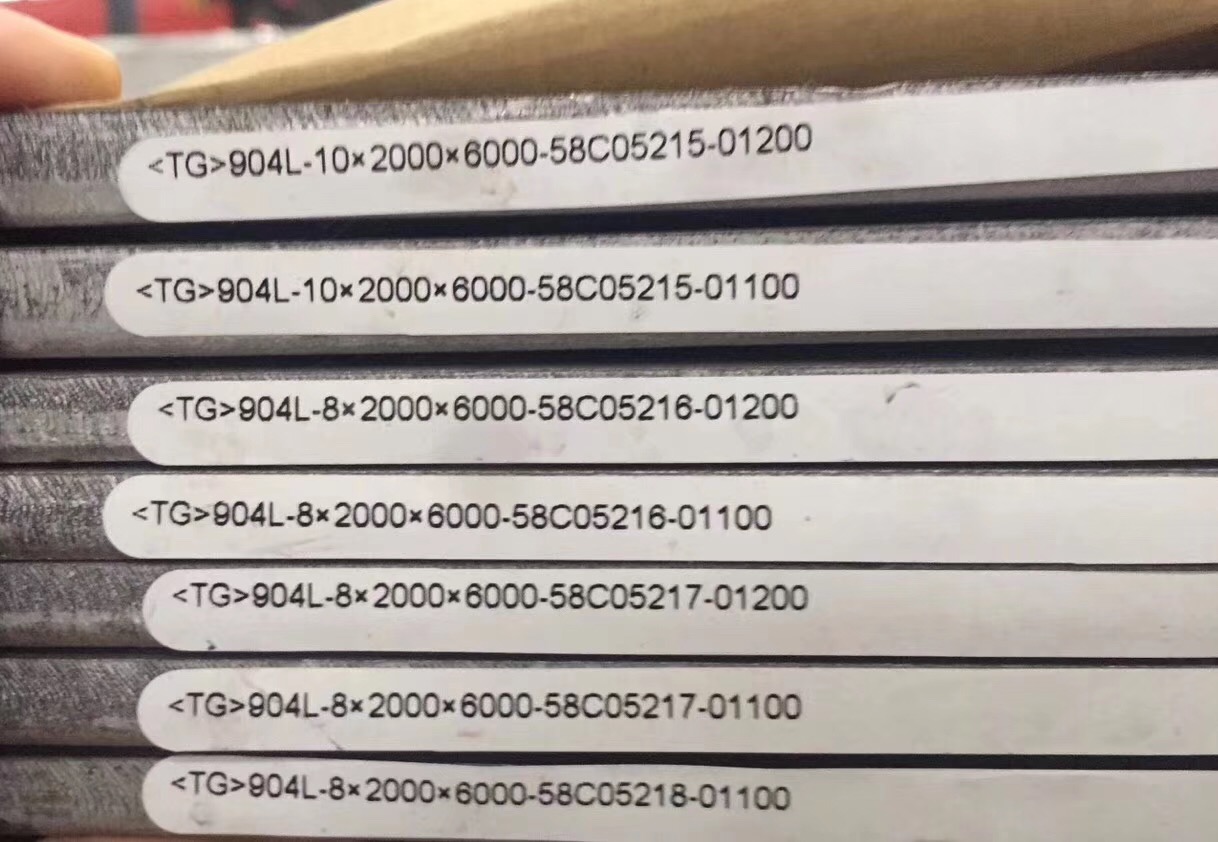 <TG>904L-10×2000×6000-58C05215-01200
<TG>904L-10×2000×6000-58C05215-01100
<TG>904L-8×2000×6000-58C05216-01200
<TG>904L-8×2000×6000-58C05216-01100
<TG>904L-8×2000×6000-58C05217-01200
<TG>904L-8×2000×6000-58C05217-01100
<TG>904L-8×2000×6000-58C05218-01100